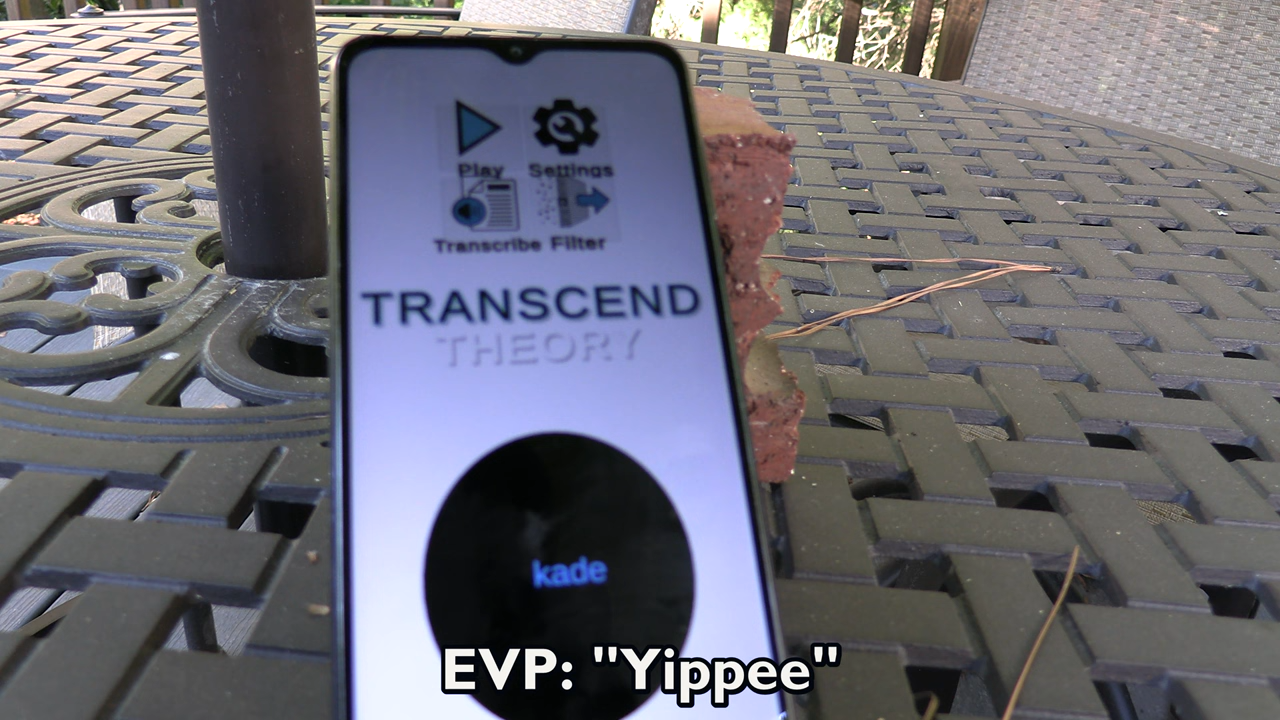 Play Settings
Transcribe Filter
TRANSCEND
THEORY
kade
EVP: "Yippee"